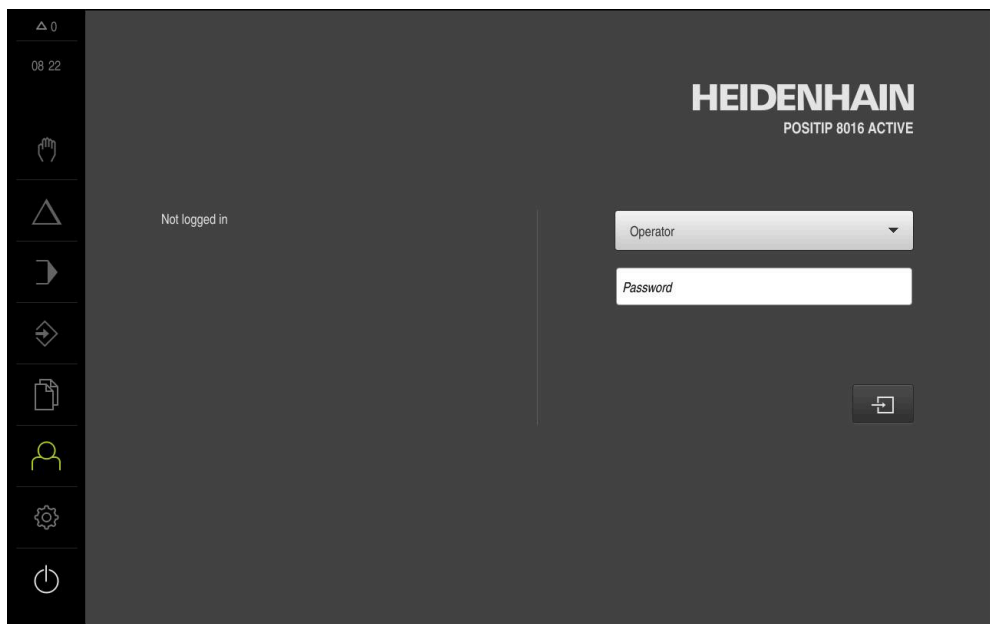 0
08 22
HEIDENHAIN
POSITIP 8016 ACTIVE
Not logged in
Operator
Password